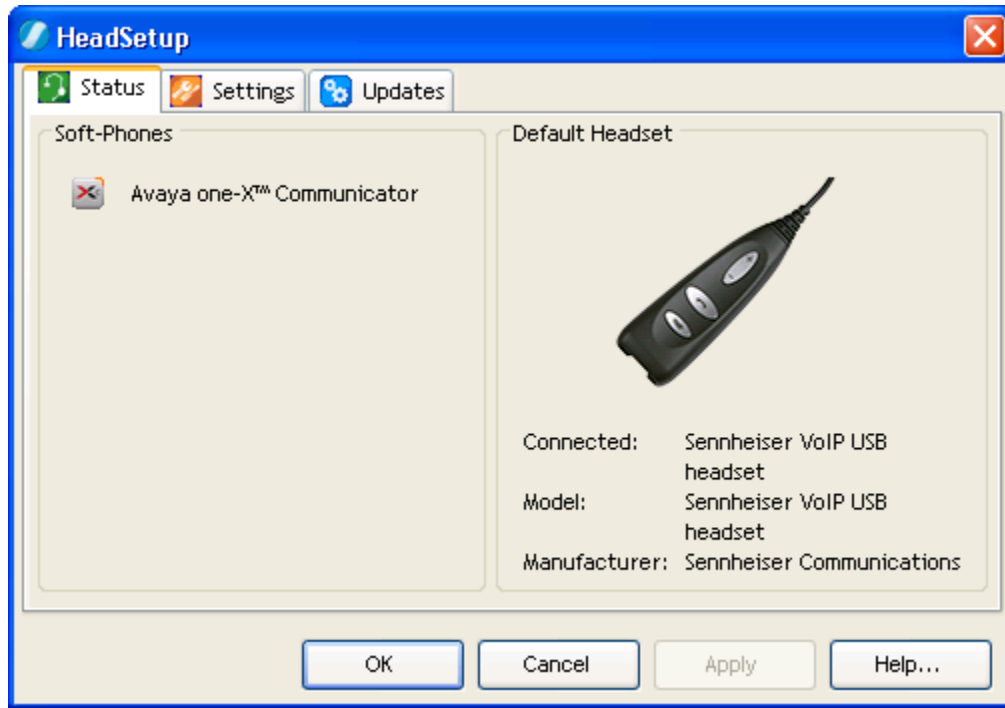 HeadSetup
Status
Settings
Updates
Soft-Phones
Avaya one-X™ Communicator
Default Headset
Connected: Sennheiser VoIP USB
headset
Model: Sennheiser VoIP USB
headset
Manufacturer: Sennheiser Communications
OK
Cancel
Apply
Help...